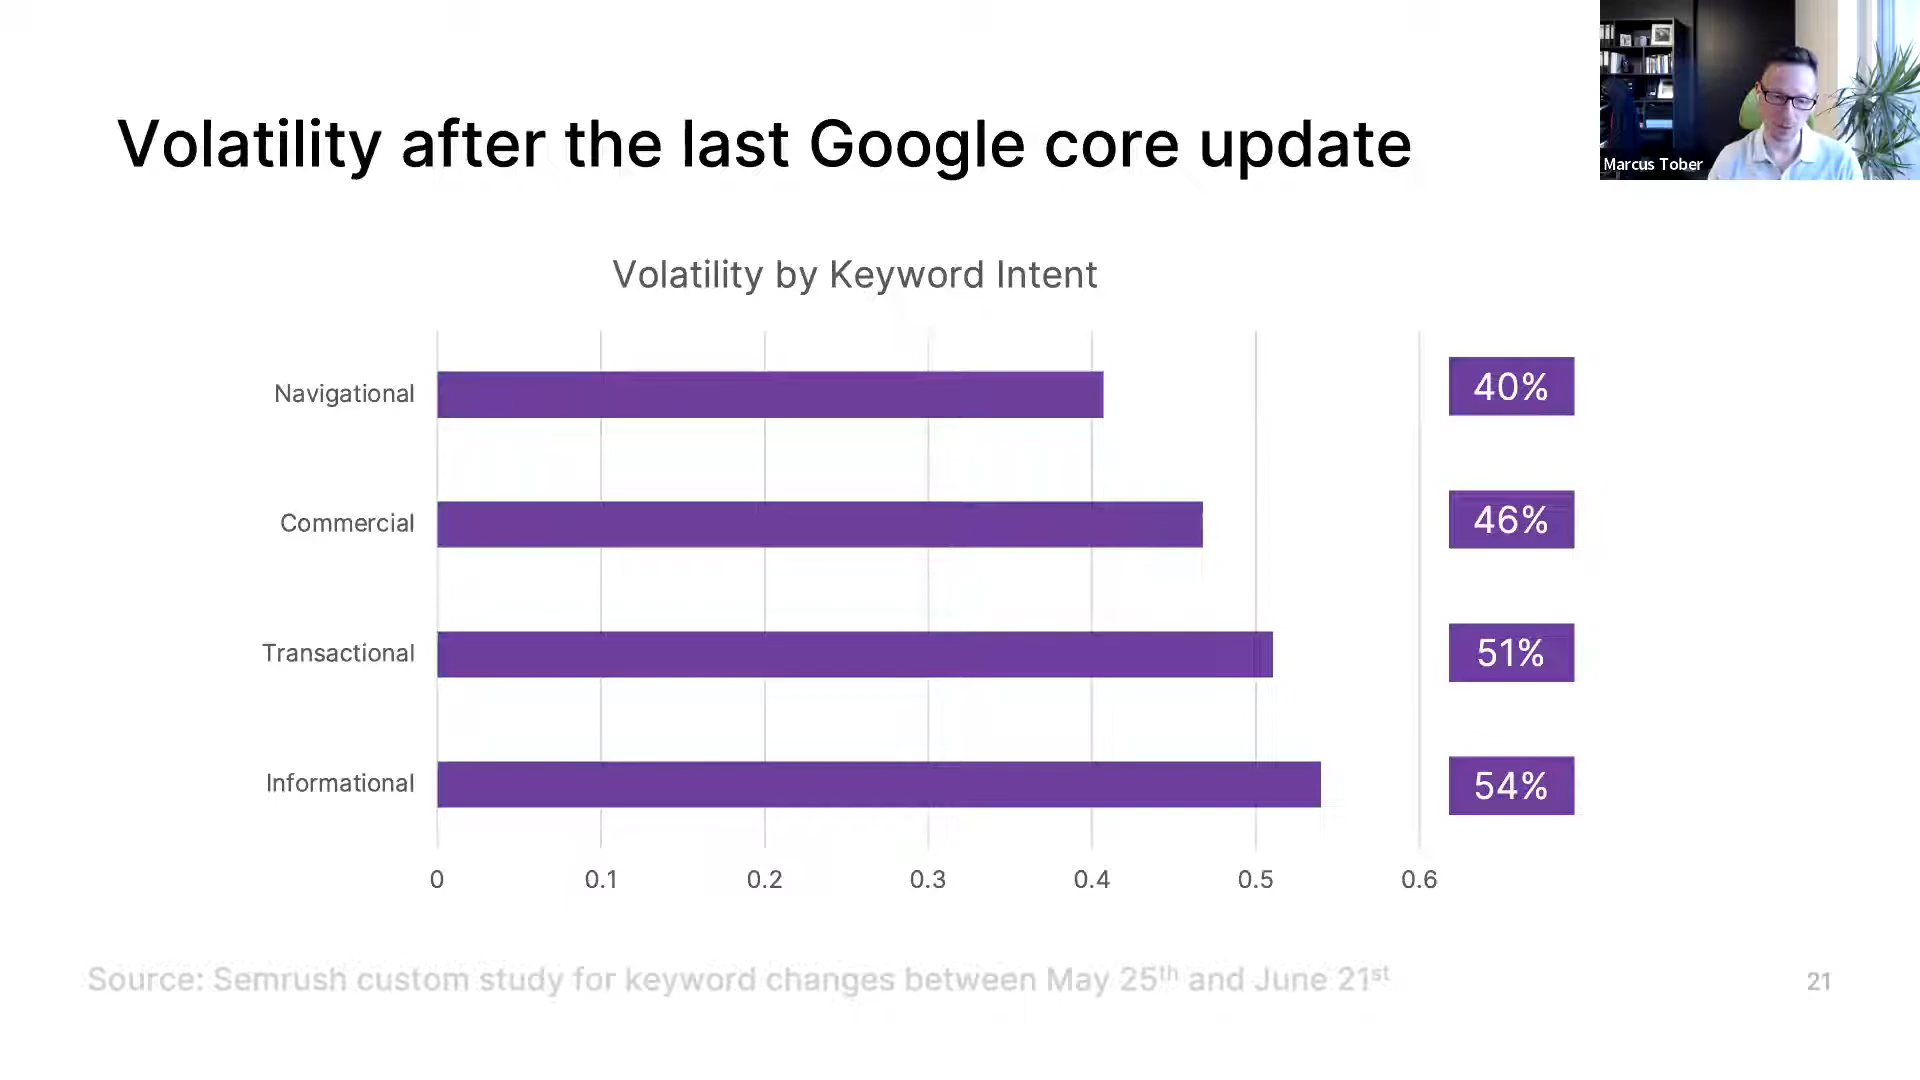 Volatility after the last Google core update
Marcus Tober
Volatility by Keyword Intent
Navigational
40%
Commercial
46%
Transactional
51%
Informational
54%
0 0.1 0.2 0.3 0.4 0.5 0.6
Source: Semrush custom study for keyword changes between May 25th and June 21st
21